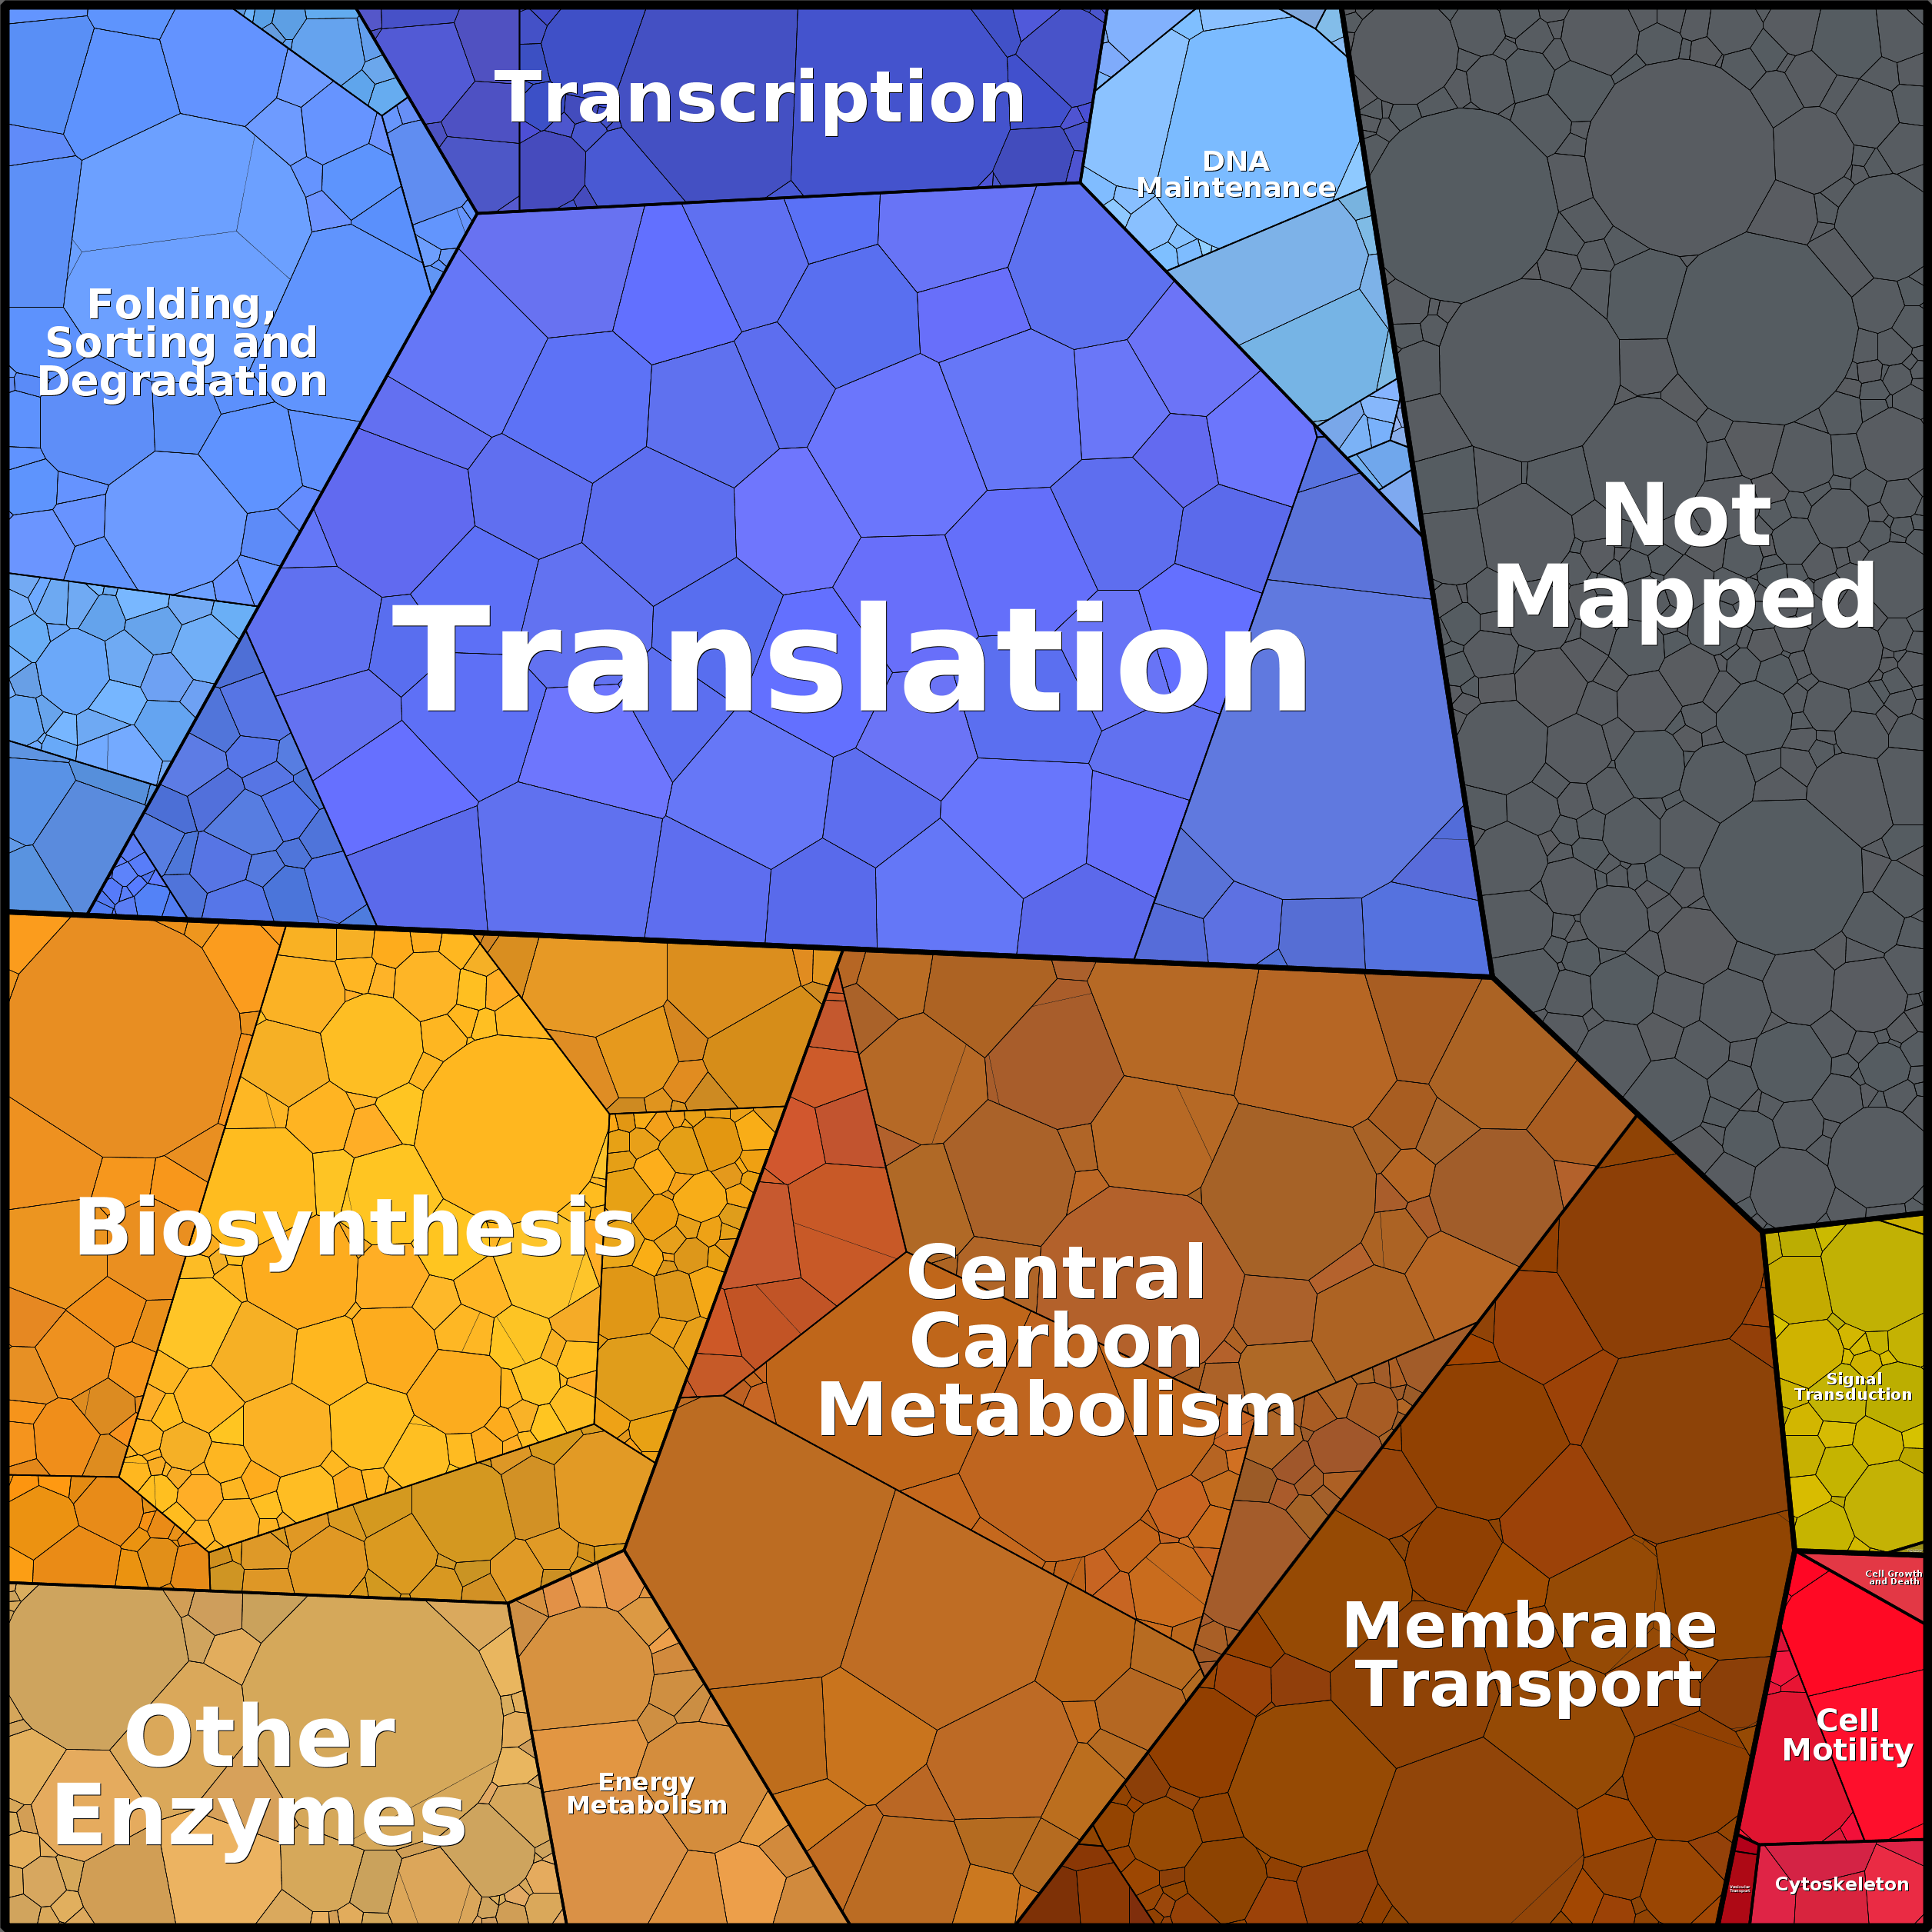 Transcription
DNA
Maintenance
Folding,
Sorting and
Degradation
Not
Mapped
Translation
Biosynthesis
Central
Carbon
Metabolism
Signal
Transduction
Cell Growth
and Death
Membrane
Transport
Other
Enzymes
Energy
Metabolism
Cell
Motility
Cytoskeleton
Vesicular
Transport